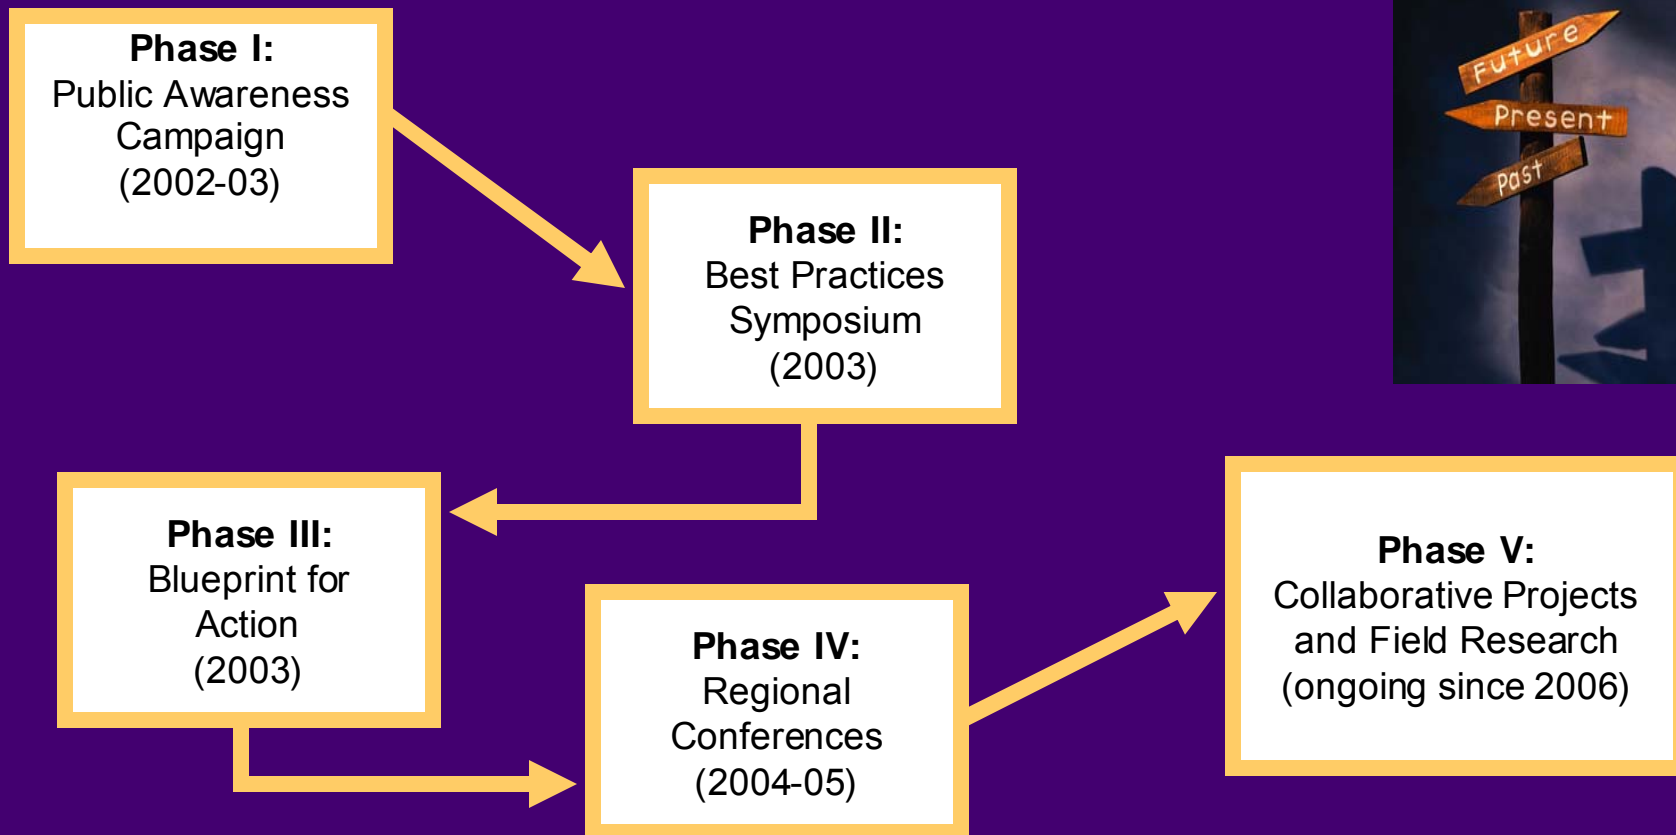 Phase I:
Public Awareness
Campaign
(2002-03)
Future
Present
Past
Phase II:
Best Practices
Symposium
(2003)
Phase III:
Blueprint for
Action
(2003)
Phase IV:
Regional
Conferences
(2004-05)
Phase V:
Collaborative Projects
and Field Research
(ongoing since 2006)